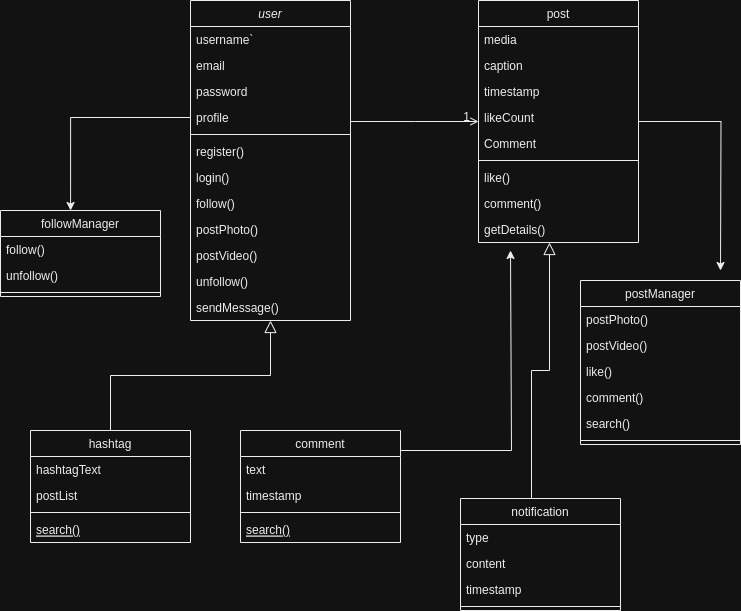 user
username`
email
password
profile
register()
login()
follow()
postPhoto()
postVideo()
unfollow()
sendMessage()
post
media
caption
timestamp
likeCount
Comment
like()
comment()
getDetails()
1
followManager
follow()
unfollow()
postManager
postPhoto()
postVideo()
like()
comment()
search()
hashtag
hashtagText
postList
search()
comment
text
timestamp
search()
notification
type
content
timestamp